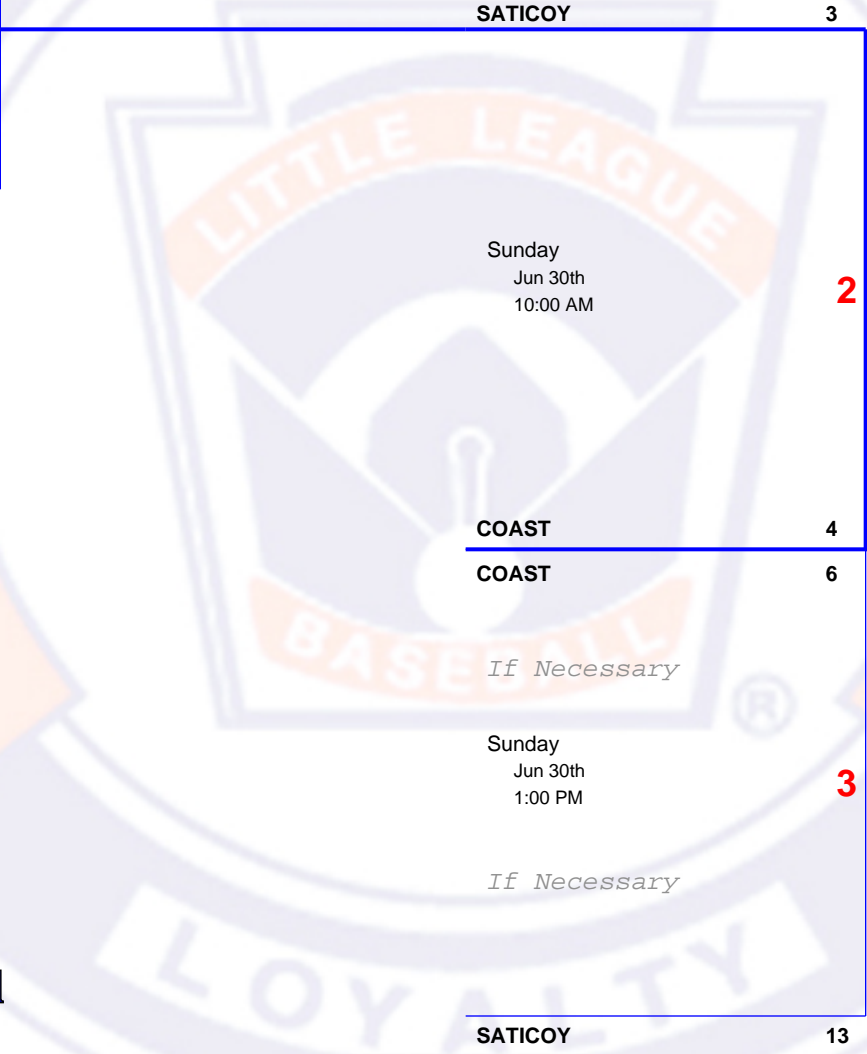 SATICOY 3
LITTLE LEAGUE
Sunday
Jun 30th
10:00 AM
2
COAST 4
COAST 6
BASEBALL
If Necessary
®
Sunday
Jun 30th
1:00 PM
3
If Necessary
LOYALTY
SATICOY 13